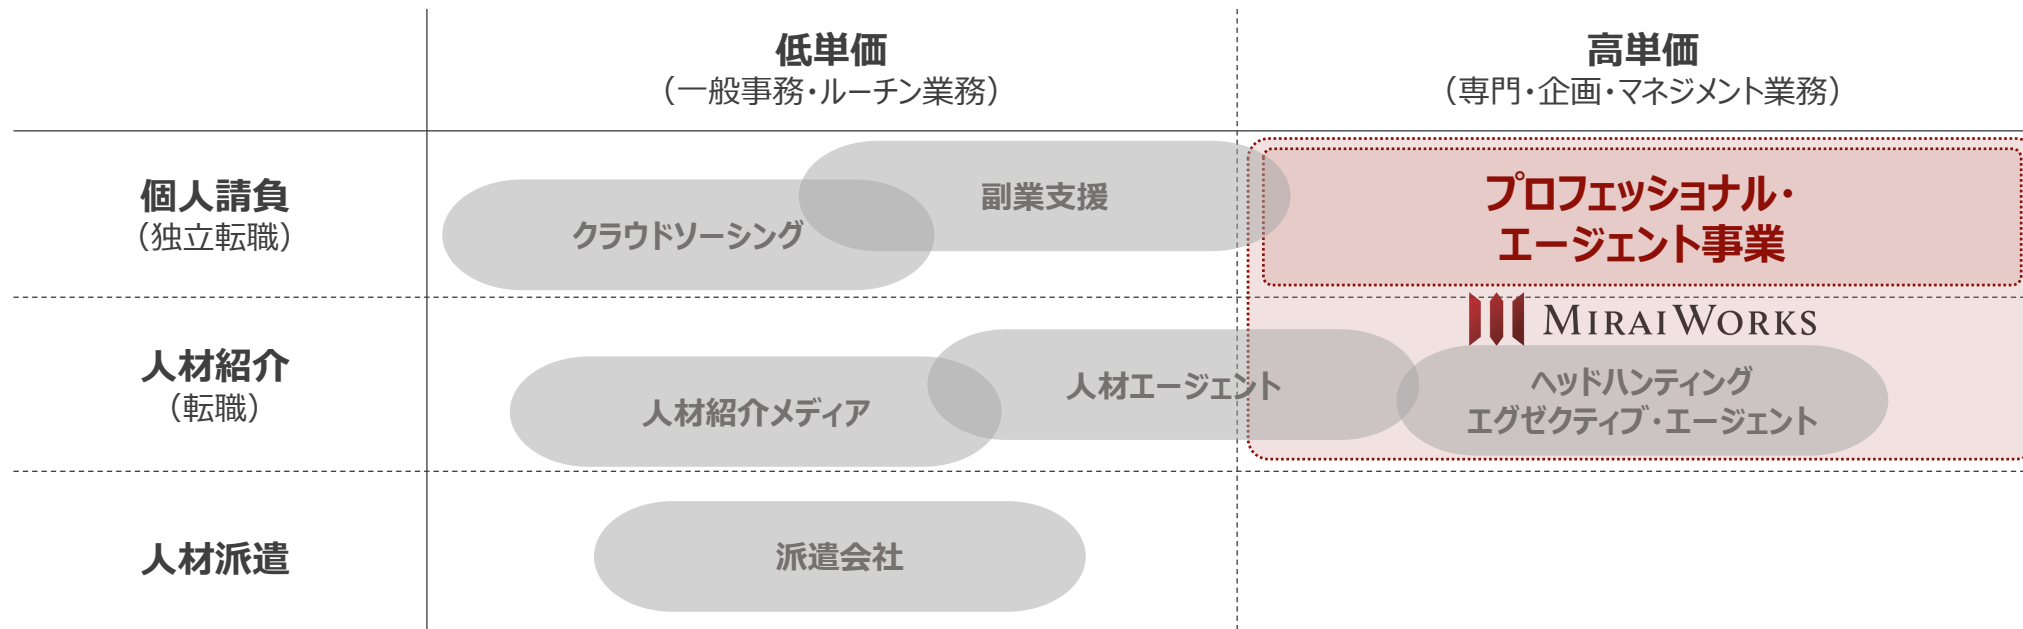 低単価
（一般事務・ルーチン業務）
高単価
（専門・企画・マネジメント業務）
個人請負
（独立転職）
クラウドソーシング
副業支援
プロフェッショナル・
エージェント事業
MIRAIWORKS
人材紹介
（転職）
人材紹介メディア
人材エージェント
ヘッドハンティング
エグゼクティブ・エージェント
人材派遣
派遣会社